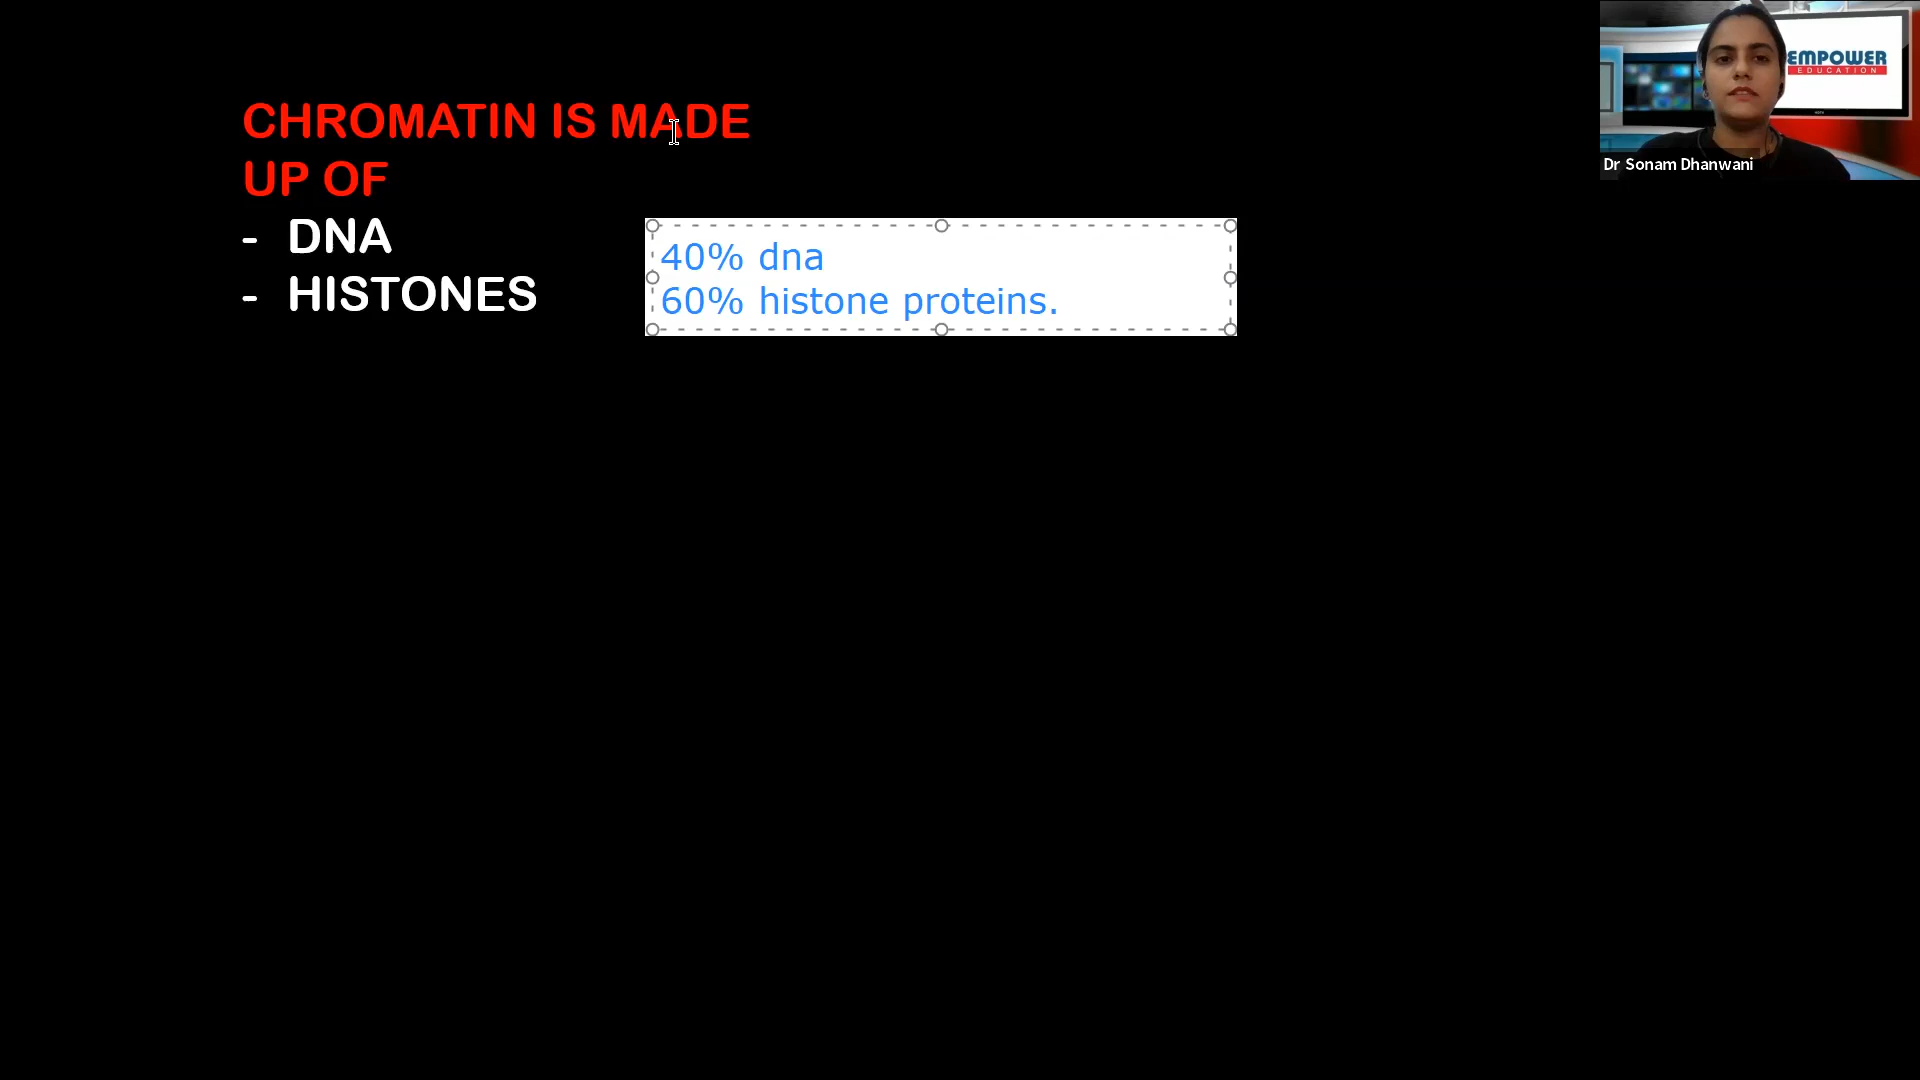 CHROMATIN IS MADE
UP OF
- DNA
- HISTONES
40% dna
60% histone proteins.
EMPOWER
EDUCATION
Dr Sonam Dhanwani